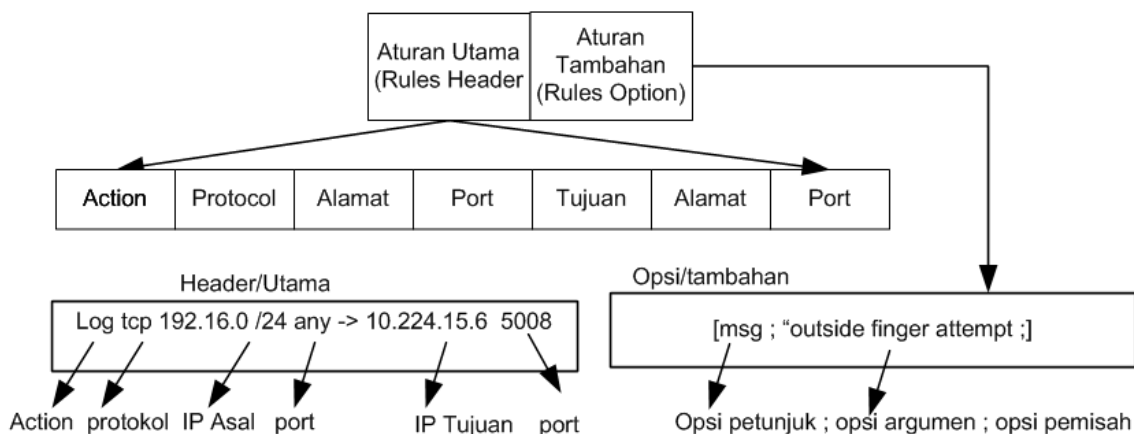 Aturan Utama
(Rules Header
Aturan
Tambahan
(Rules Option)
Action Protocol Alamat Port Tujuan Alamat Port
Header/Utama
Log tcp 192.16.0 /24 any -> 10.224.15.6 5008
Action protokol IP Asal port IP Tujuan port
Opsi/tambahan
[msg ; “outside finger attempt ;]
Opsi petunjuk ; opsi argumen ; opsi pemisah